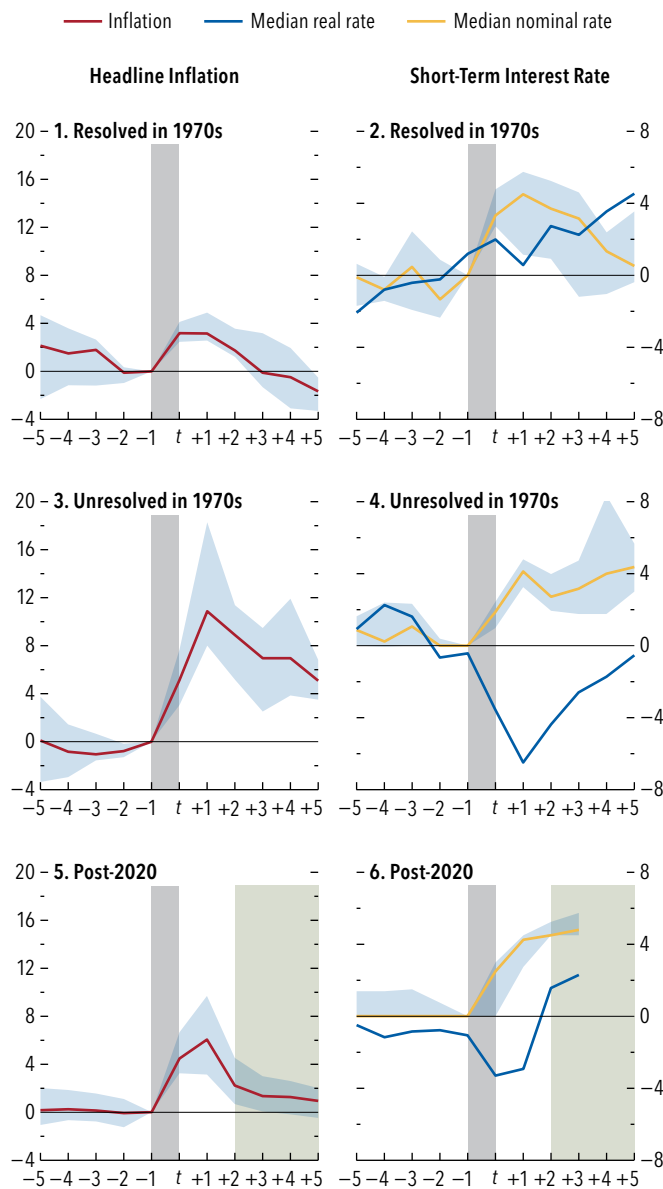 Inflation Median real rate Median nominal rate
Headline Inflation Short-Term Interest Rate
1. Resolved in 1970s
20
16
12
8
4
0
−4
−5 −4 −3 −2 −1 t +1 +2 +3 +4 +5
2. Resolved in 1970s
8
4
0
−4
−8
−5 −4 −3 −2 −1 t +1 +2 +3 +4 +5
3. Unresolved in 1970s
20
16
12
8
4
0
−4
−5 −4 −3 −2 −1 t +1 +2 +3 +4 +5
4. Unresolved in 1970s
8
4
0
−4
−8
−5 −4 −3 −2 −1 t +1 +2 +3 +4 +5
5. Post-2020
20
16
12
8
4
0
−4
−5 −4 −3 −2 −1 t +1 +2 +3 +4 +5
6. Post-2020
8
4
0
−4
−8
−5 −4 −3 −2 −1 t +1 +2 +3 +4 +5